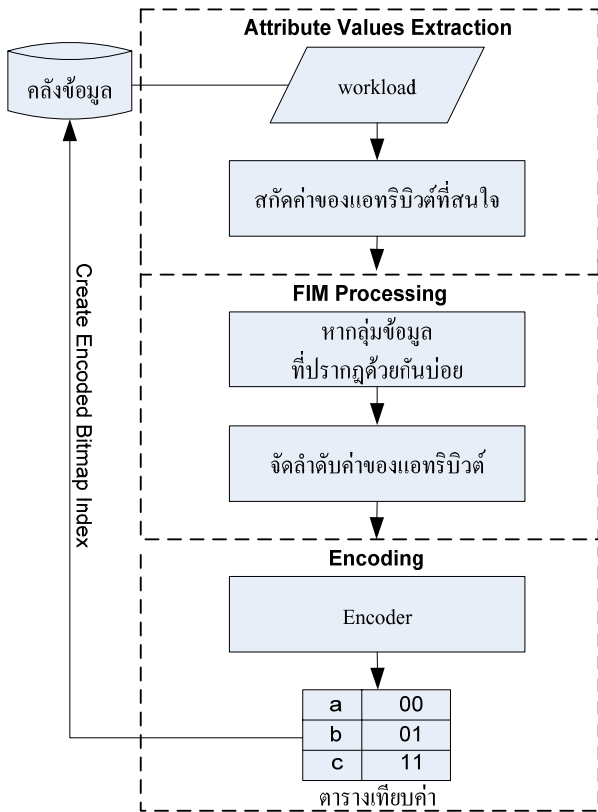 Attribute Values Extraction
คลังข้อมูล
workload
สกัดค่าของแอทริบิวต์ที่สนใจ
FIM Processing
หากลุ่มข้อมูล
ที่ปรากฎด้วยกันบ่อย
จัดลำดับค่าของแอทริบิวต์
Create Encoded Bitmap Index
Encoding
Encoder
a 00
b 01
c 11
ตารางเทียบค่า